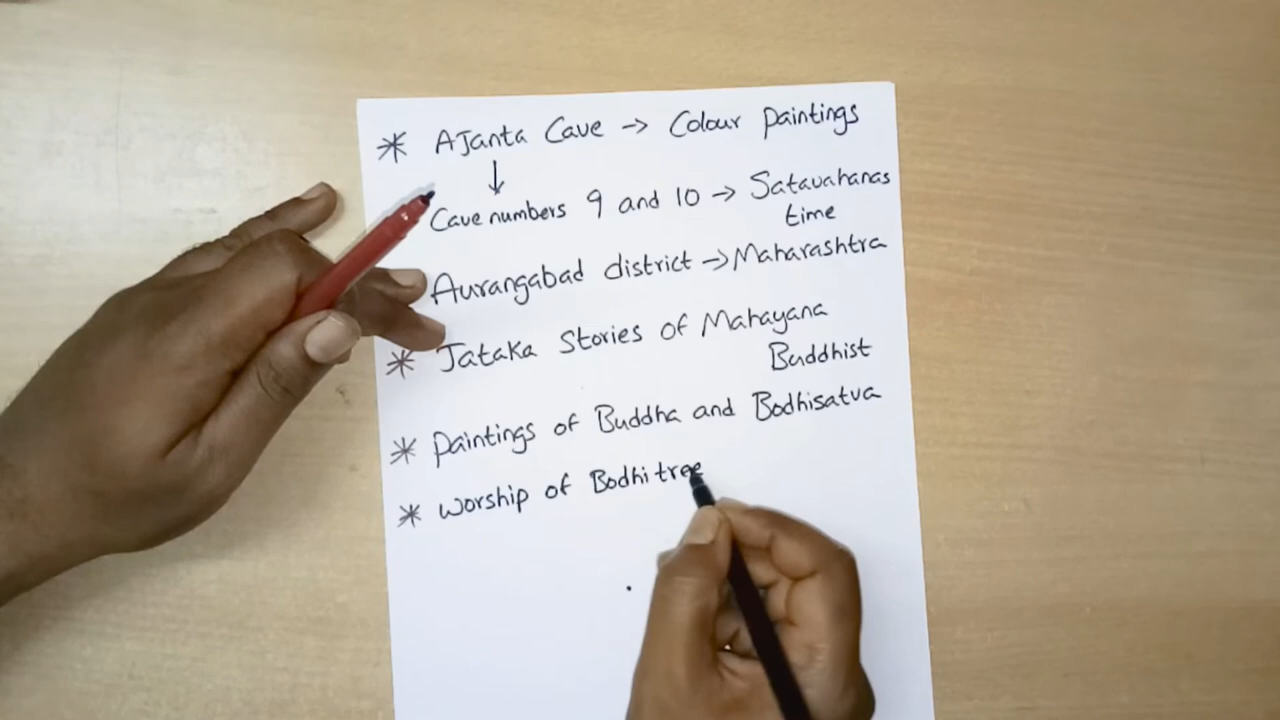 * AJanta Cave → Colour Paintings
↓
Cave numbers 9 and 10 → Satavahanas
time
Aurangabad district → Maharashtra
* Jataka Stories of Mahayana
Buddhist
* Paintings of Buddha and Bodhisatva
* Worship of Bodhi tree